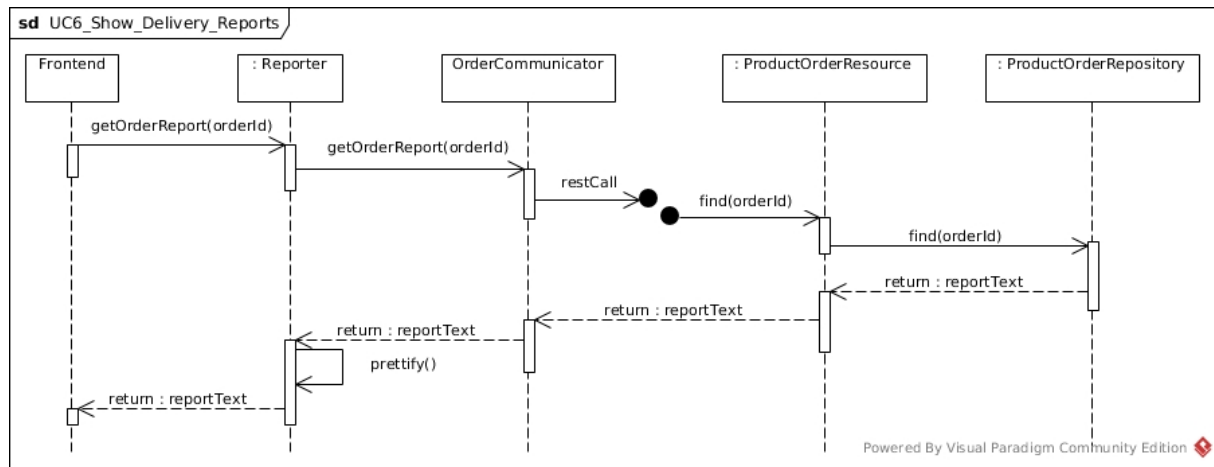 sd UC6_Show_Delivery_Reports
Frontend
: Reporter
OrderCommunicator
: ProductOrderResource
: ProductOrderRepository
getOrderReport(orderId)
getOrderReport(orderId)
restCall
find(orderId)
find(orderId)
return : reportText
return : reportText
return : reportText
prettify()
return : reportText
Powered By Visual Paradigm Community Edition